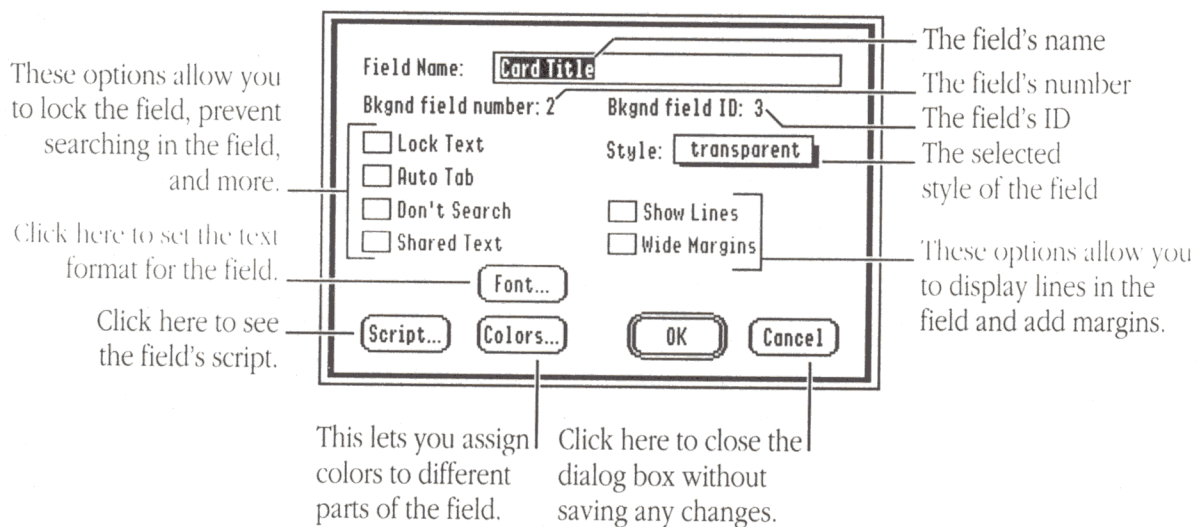 These options allow you
to lock the field, prevent
searching in the field,
and more.
Click here to set the text
format for the field.
Click here to see
the field's script.
Field Name: Card Title
Bkgnd field number: 2 Bkgnd field ID: 3
Lock Text
Auto Tab
Don't Search
Shared Text
Style: transparent
Show Lines
Wide Margins
Font...
Script... Colors... OK Cancel
The field's name
The field's number
The field's ID
The selected
style of the field
These options allow you
to display lines in the
field and add margins.
This lets you assign
colors to different
parts of the field.
Click here to close the
dialog box without
saving any changes.